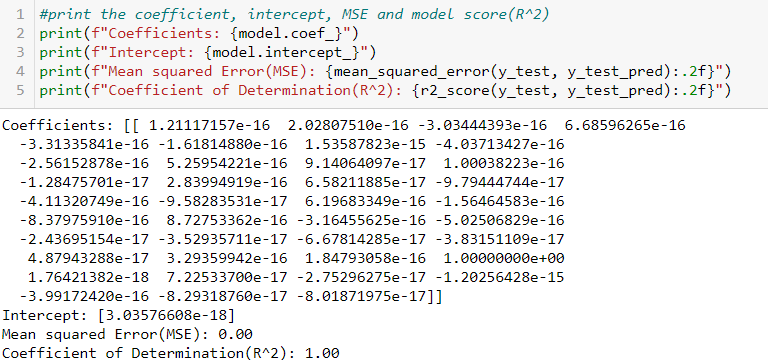 1 #print the coefficient, intercept, MSE and model score(R^2)
2 print(f"Coefficients: {model.coef_}")
3 print(f"Intercept: {model.intercept_}")
4 print(f"Mean squared Error(MSE): {mean_squared_error(y_test, y_test_pred):.2f}")
5 print(f"Coefficient of Determination(R^2): {r2_score(y_test, y_test_pred):.2f}")
Coefficients: [[ 1.21117157e-16 2.02807510e-16 -3.03444393e-16 6.68596265e-16
-3.31335841e-16 -1.61814880e-16 1.53587823e-15 -4.03713427e-16
-2.56152878e-16 5.25954221e-16 9.14064097e-17 1.00038223e-16
-1.28475701e-17 2.83994919e-16 6.58211885e-17 -9.79444744e-17
-4.11320749e-16 -9.58283531e-17 6.19683349e-16 -1.56464583e-16
-8.37975910e-16 8.72753362e-16 -3.16455625e-16 -5.02506829e-16
-2.43695154e-17 -3.52935711e-17 -6.67814285e-17 -3.83151109e-17
4.87943288e-17 3.29359942e-16 1.84793058e-16 1.00000000e+00
1.76421382e-18 7.22533700e-17 -2.75296275e-17 -1.20256428e-15
-3.99172420e-16 -8.29318760e-17 -8.01871975e-17]]
Intercept: [3.03576608e-18]
Mean squared Error(MSE): 0.00
Coefficient of Determination(R^2): 1.00